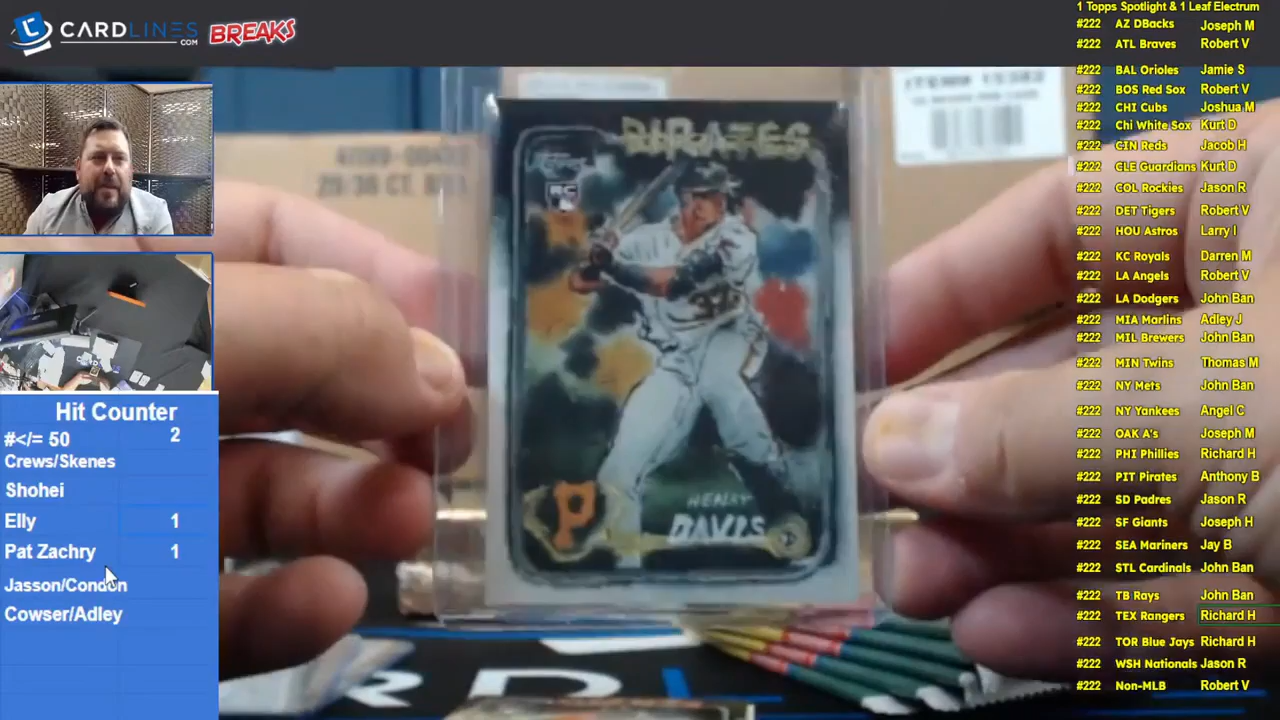 CARDLINES
.COM
BREAKS
PIRATES
RC
HENRY
DAVIS
P
Hit Counter
#</= 50 2
Crews/Skenes
Shohei
Elly 1
Pat Zachry 1
Jasson/Condon
Cowser/Adley
1 Topps Spotlight & 1 Leaf Electrum
#222 AZ DBacks Joseph M
#222 ATL Braves Robert V
#222 BAL Orioles Jamie S
#222 BOS Red Sox Robert V
#222 CHI Cubs Joshua M
#222 Chi White Sox Kurt D
#222 CIN Reds Jacob H
#222 CLE Guardians Kurt D
#222 COL Rockies Jason R
#222 DET Tigers Robert V
#222 HOU Astros Larry I
#222 KC Royals Darren M
#222 LA Angels Robert V
#222 LA Dodgers John Ban
#222 MIA Marlins Adley J
#222 MIL Brewers John Ban
#222 MIN Twins Thomas M
#222 NY Mets John Ban
#222 NY Yankees Angel C
#222 OAK A's Joseph M
#222 PHI Phillies Richard H
#222 PIT Pirates Anthony B
#222 SD Padres Jason R
#222 SF Giants Joseph H
#222 SEA Mariners Jay B
#222 STL Cardinals John Ban
#222 TB Rays John Ban
#222 TEX Rangers Richard H
#222 TOR Blue Jays Richard H
#222 WSH Nationals Jason R
#222 Non-MLB Robert V